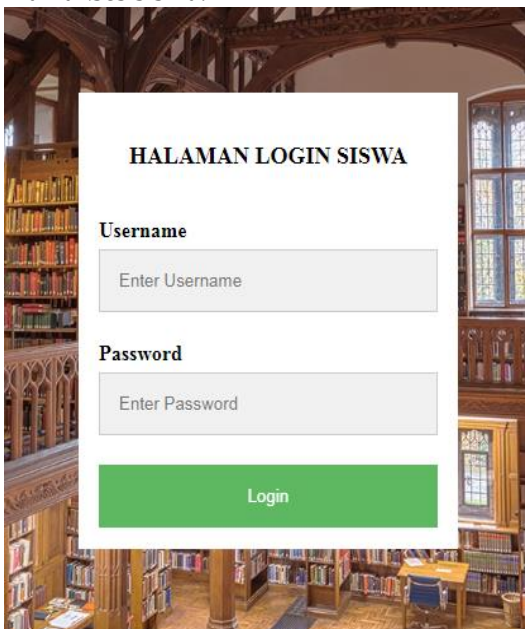 HALAMAN LOGIN SISWA
Username
Enter Username
Password
Enter Password
Login